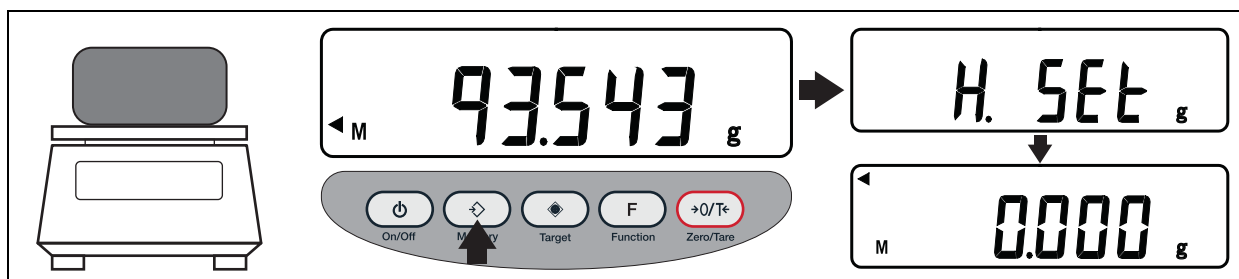 M 93.543 g
F
→0/T←
On/Off
Target
Function
Zero/Tare
H. SEt g
M 0.000 g